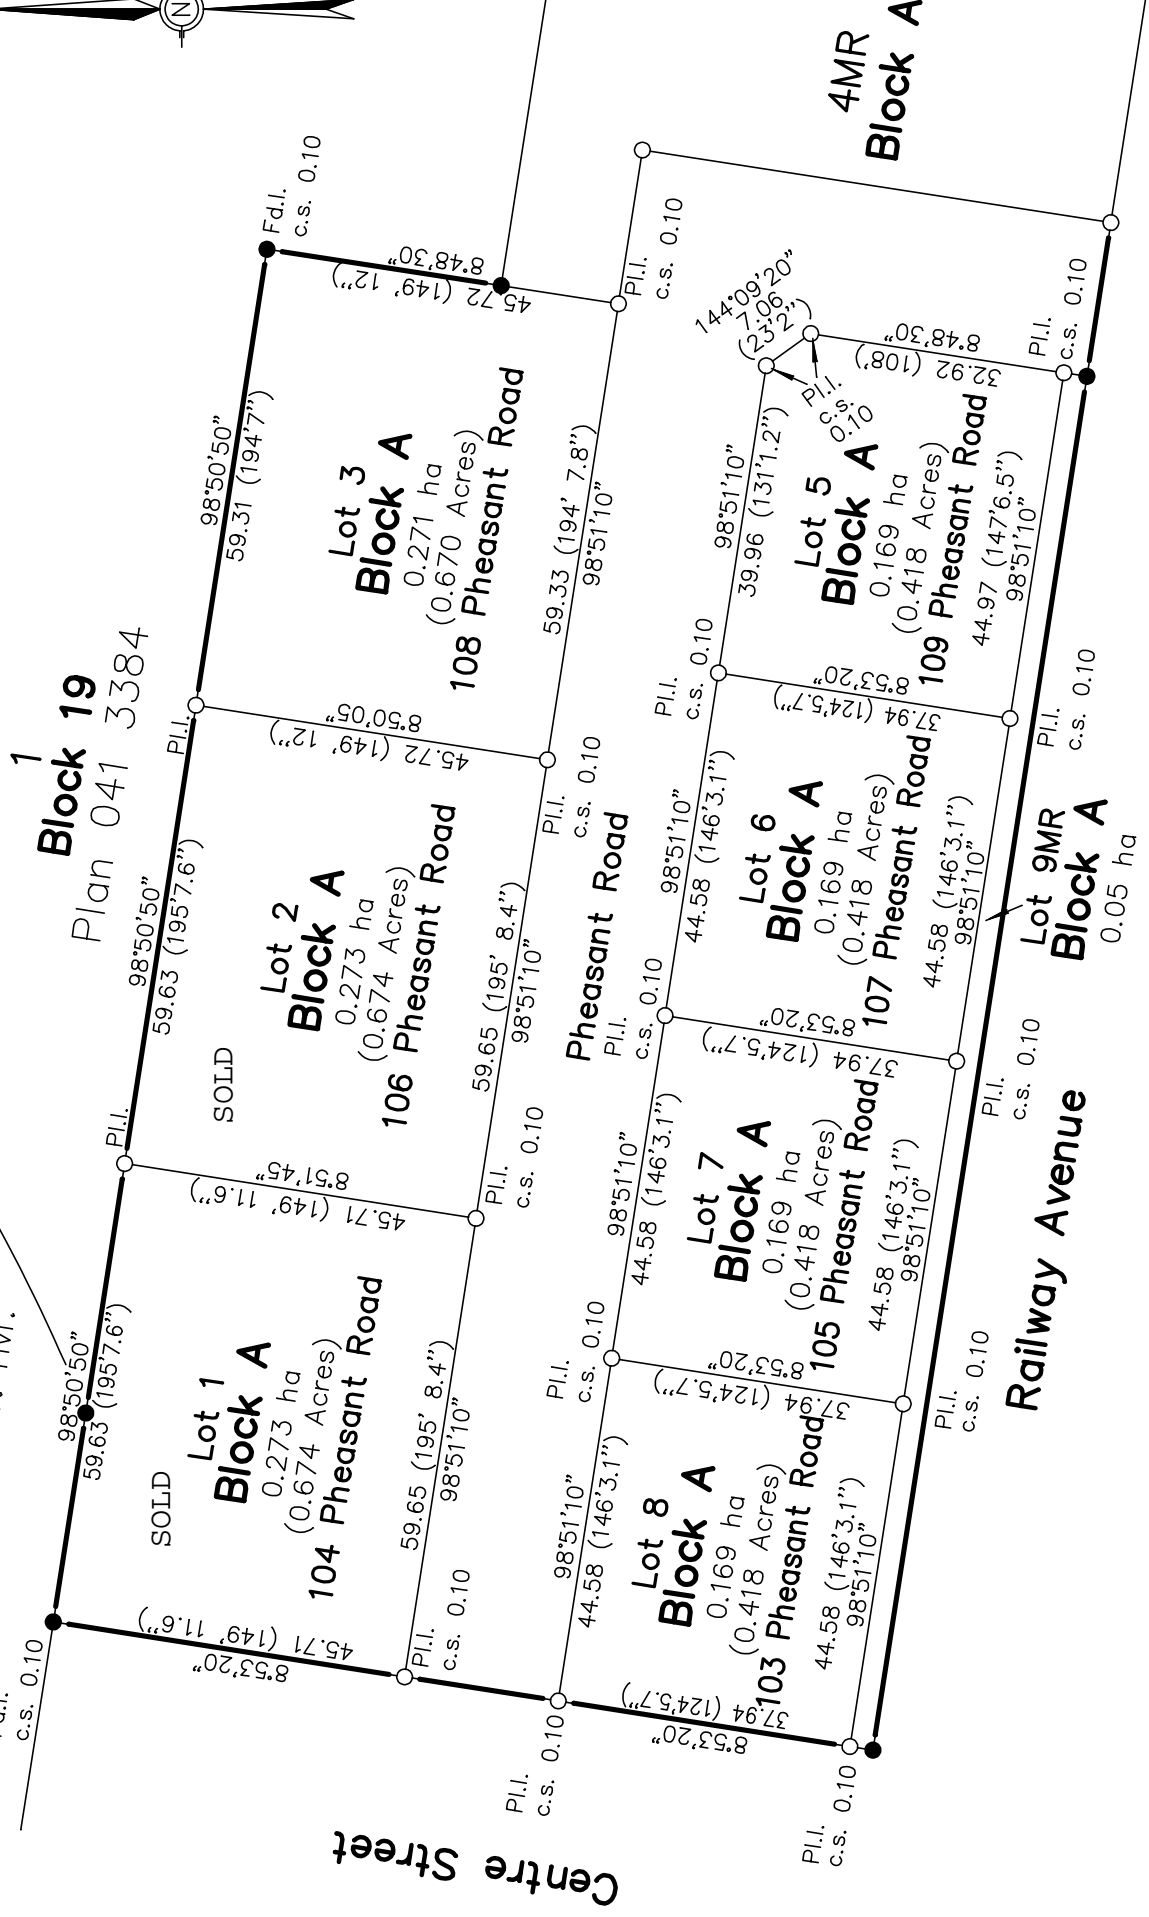 N
4MR
Block A
Fd.I.
c.s. 0.10
8°48'30"
45.72 (149' 12")
Pl.I.
c.s. 0.10
98°50'50"
59.31 (194'7")
Lot 3
Block A
0.271 ha
(0.670 Acres)
108 Pheasant Road
59.33 (194' 7.8")
98°51'10"
144°09'20"
7.06
(23'2")
Pl.I.
c.s.
0.10
8°48'30"
32.92 (108')
Pl.I.
c.s. 0.10
98°51'10"
39.96 (131'1.2")
Lot 5
Block A
0.169 ha
(0.418 Acres)
109 Pheasant Road
44.97 (147'6.5")
98°51'10"
1
Block 19
Plan 041 3384
Pl.I.
8°50'05"
45.72 (149' 12")
Pl.I.
c.s. 0.10
Pl.I.
c.s. 0.10
8°53'20"
37.94 (124'5.7")
Pl.I.
c.s. 0.10
98°50'50"
59.63 (195'7.6")
SOLD
Lot 2
Block A
0.273 ha
(0.674 Acres)
106 Pheasant Road
59.65 (195' 8.4")
98°51'10"
Pheasant Road
98°51'10"
44.58 (146'3.1")
Lot 6
Block A
0.169 ha
(0.418 Acres)
107 Pheasant Road
44.58 (146'3.1")
98°51'10"
Lot 9MR
Block A
0.05 ha
Pl.I.
8°51'45"
45.71 (149' 11.6")
Pl.I.
c.s. 0.10
Pl.I.
c.s. 0.10
8°53'20"
37.94 (124'5.7")
Pl.I.
c.s. 0.10
98°51'10"
44.58 (146'3.1")
Lot 7
Block A
0.169 ha
(0.418 Acres)
105 Pheasant Road
44.58 (146'3.1")
98°51'10"
Railway Avenue
98°50'50"
59.63 (195'7.6")
SOLD
Lot 1
Block A
0.273 ha
(0.674 Acres)
104 Pheasant Road
59.65 (195' 8.4")
98°51'10"
Pl.I.
c.s. 0.10
8°53'20"
37.94 (124'5.7")
Pl.I.
c.s. 0.10
98°51'10"
44.58 (146'3.1")
Lot 8
Block A
0.169 ha
(0.418 Acres)
103 Pheasant Road
44.58 (146'3.1")
98°51'10"
c.s. 0.10
45.71 (149' 11.6")
8°53'20"
Pl.I.
c.s. 0.10
Pl.I.
c.s. 0.10
37.94 (124'5.7")
8°53'20"
Pl.I.
c.s. 0.10
Centre Street